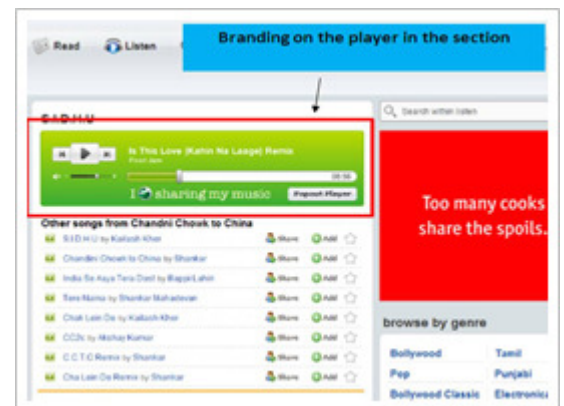 Branding on the player in the section
Read
Listen
S.I.D.H.U
Search within listen
Is This Love (Kahin Na Laage) Remix
I sharing my music
Popout Player
Too many cooks
share the spoils.
Other songs from Chandni Chowk to China
S.I.D.H.U by Kailash Kher Share Add
Chandni Chowk to China by Shankar Share Add
India Se Aaya Tera Dost by Bappi Lahiri Share Add
Tere Naina by Shankar Mahadevan Share Add
Chak Lein De by Kailash Kher Share Add
CC2c by Akshay Kumar Share Add
C.C.T.C Remix by Shankar Share Add
Chak Lein De Remix by Shankar Share Add
browse by genre
Bollywood Tamil
Pop Punjabi
Bollywood Classic Electronica